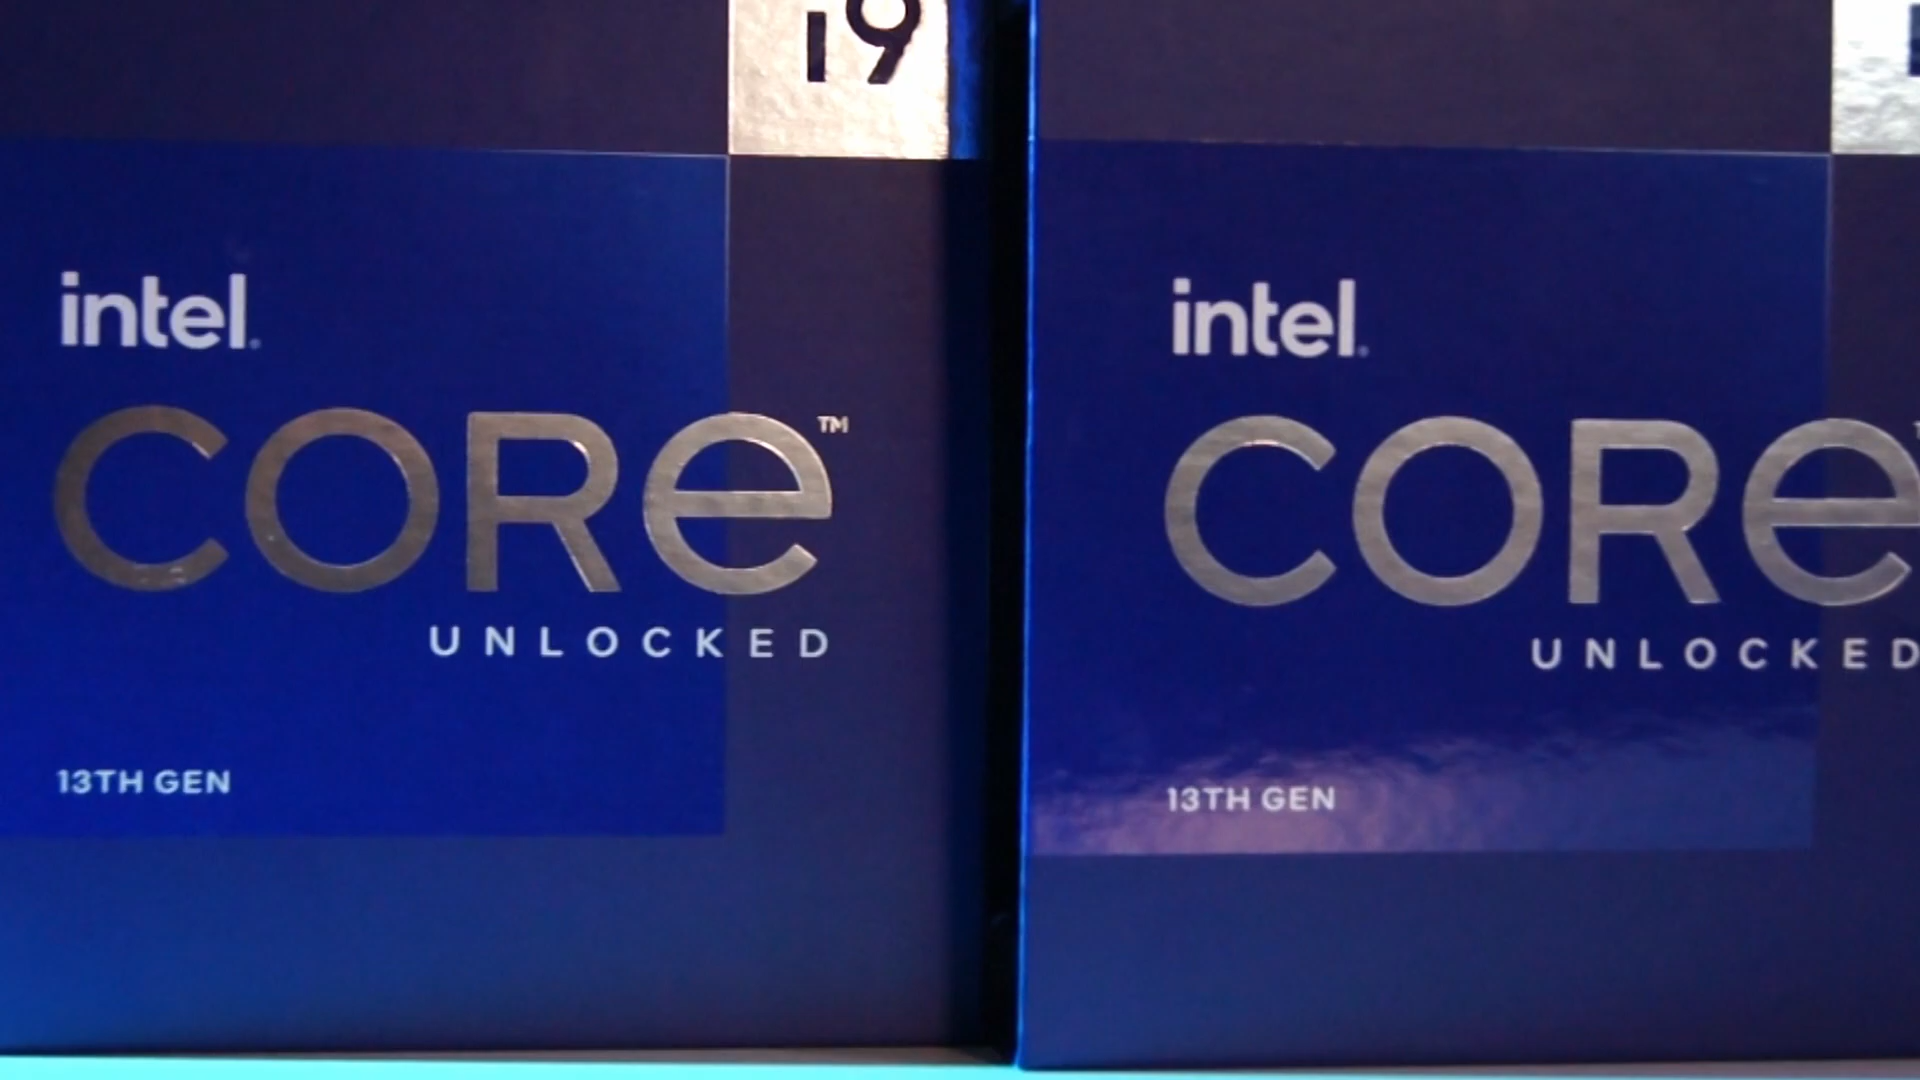 i9
intel.
CORE™
UNLOCKED
13TH GEN
intel.
CORE
UNLOCKED
13TH GEN